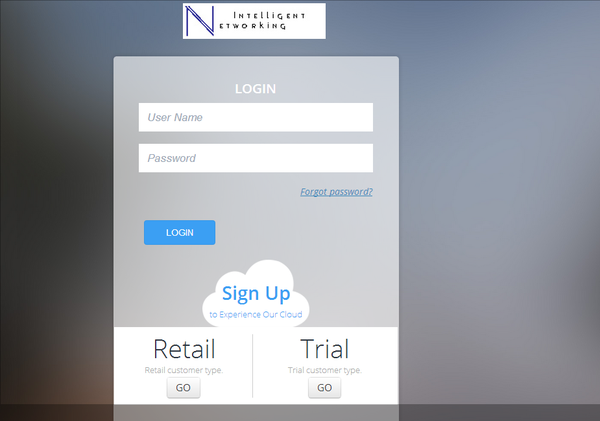 Intelligent
Networking
LOGIN
User Name
Password
Forgot password?
LOGIN
Sign Up
to Experience Our Cloud
Retail
Retail customer type.
GO
Trial
Trial customer type.
GO